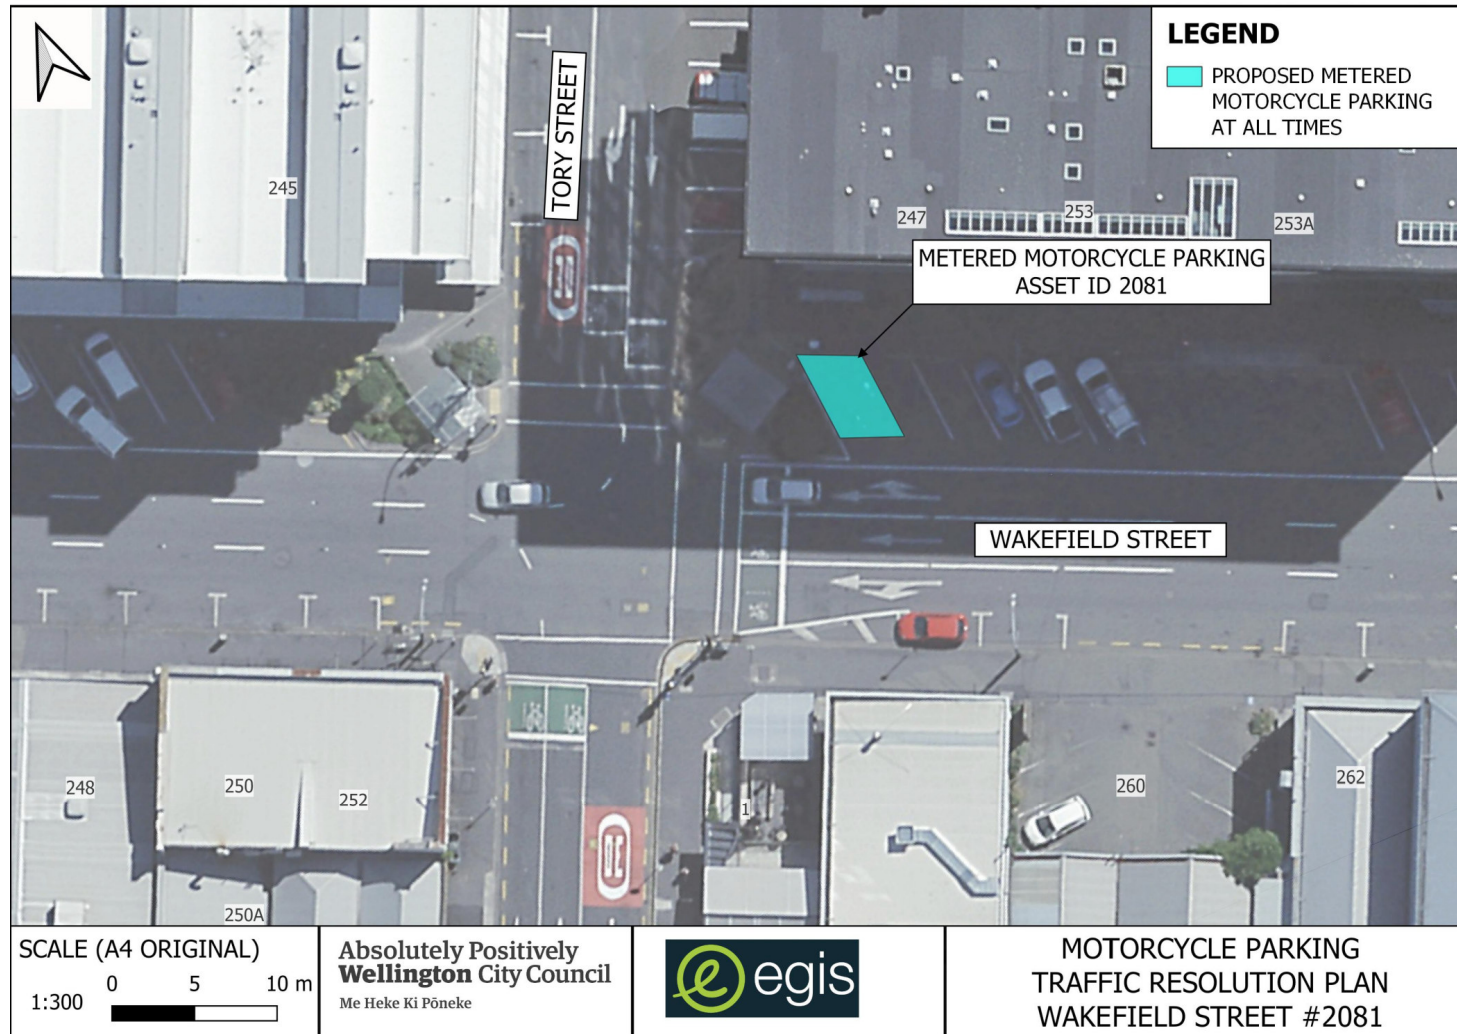 LEGEND
PROPOSED METERED
MOTORCYCLE PARKING
AT ALL TIMES
TORY STREET
245
247
253
253A
METERED MOTORCYCLE PARKING
ASSET ID 2081
WAKEFIELD STREET
248
250
252
250A
1
260
262
SCALE (A4 ORIGINAL)
1:300
0 5 10 m
Absolutely Positively
Wellington City Council
Me Heke Ki Pōneke
egis
MOTORCYCLE PARKING
TRAFFIC RESOLUTION PLAN
WAKEFIELD STREET #2081